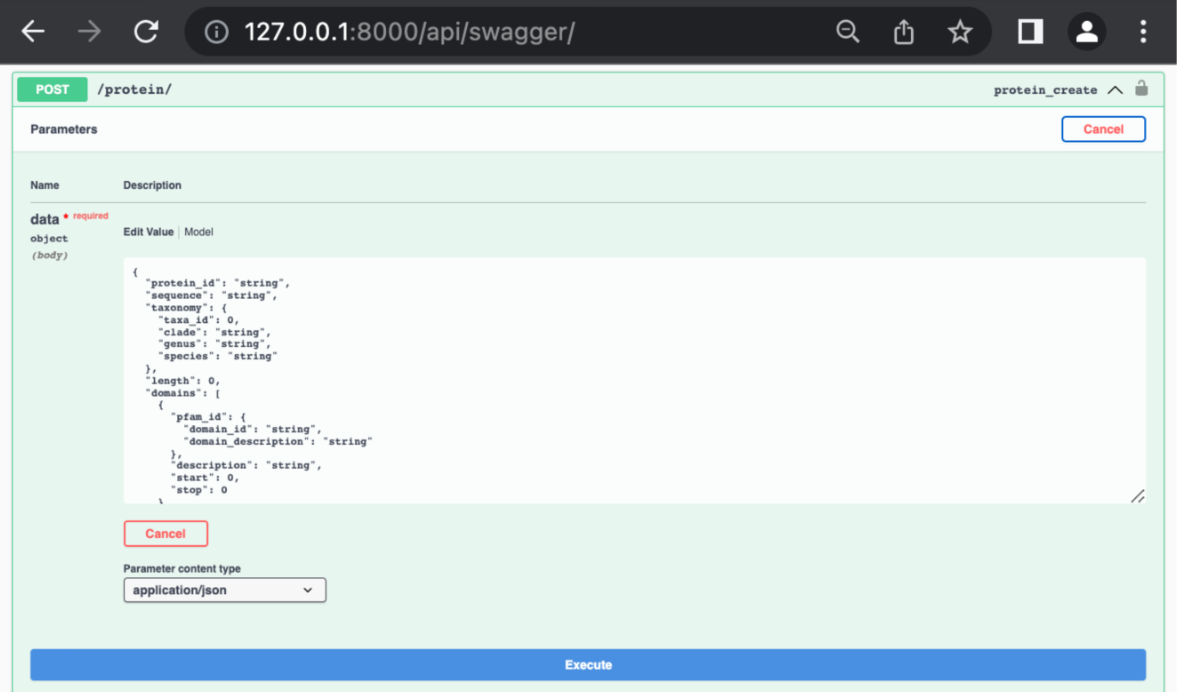 127.0.0.1:8000/api/swagger/
POST /protein/ protein_create
Parameters Cancel
Name Description
data * required
object
(body)
Edit Value | Model
{
"protein_id": "string",
"sequence": "string",
"taxonomy": {
"taxa_id": 0,
"clade": "string",
"genus": "string",
"species": "string"
},
"length": 0,
"domains": [
{
"pfam_id": {
"domain_id": "string",
"domain_description": "string"
},
"description": "string",
"start": 0,
"stop": 0
}
Cancel
Parameter content type
application/json
Execute